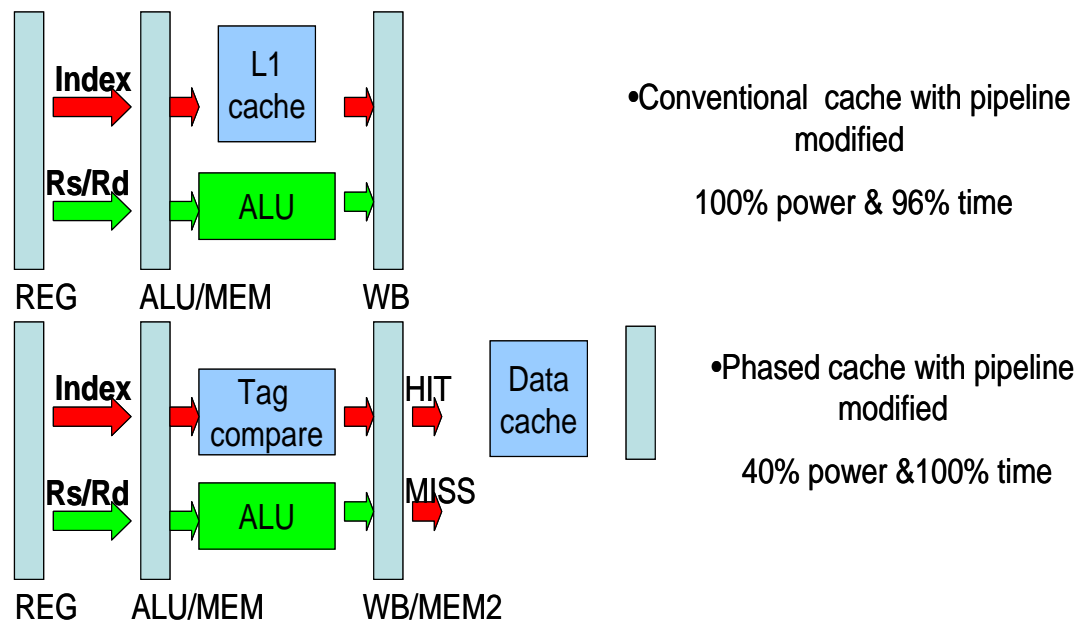 Index
L1
cache
Rs/Rd
ALU
REG ALU/MEM WB
•Conventional cache with pipeline
modified
100% power & 96% time
Index
Tag
compare
HIT
Data
cache
Rs/Rd
ALU
MISS
REG ALU/MEM WB/MEM2
•Phased cache with pipeline
modified
40% power &100% time